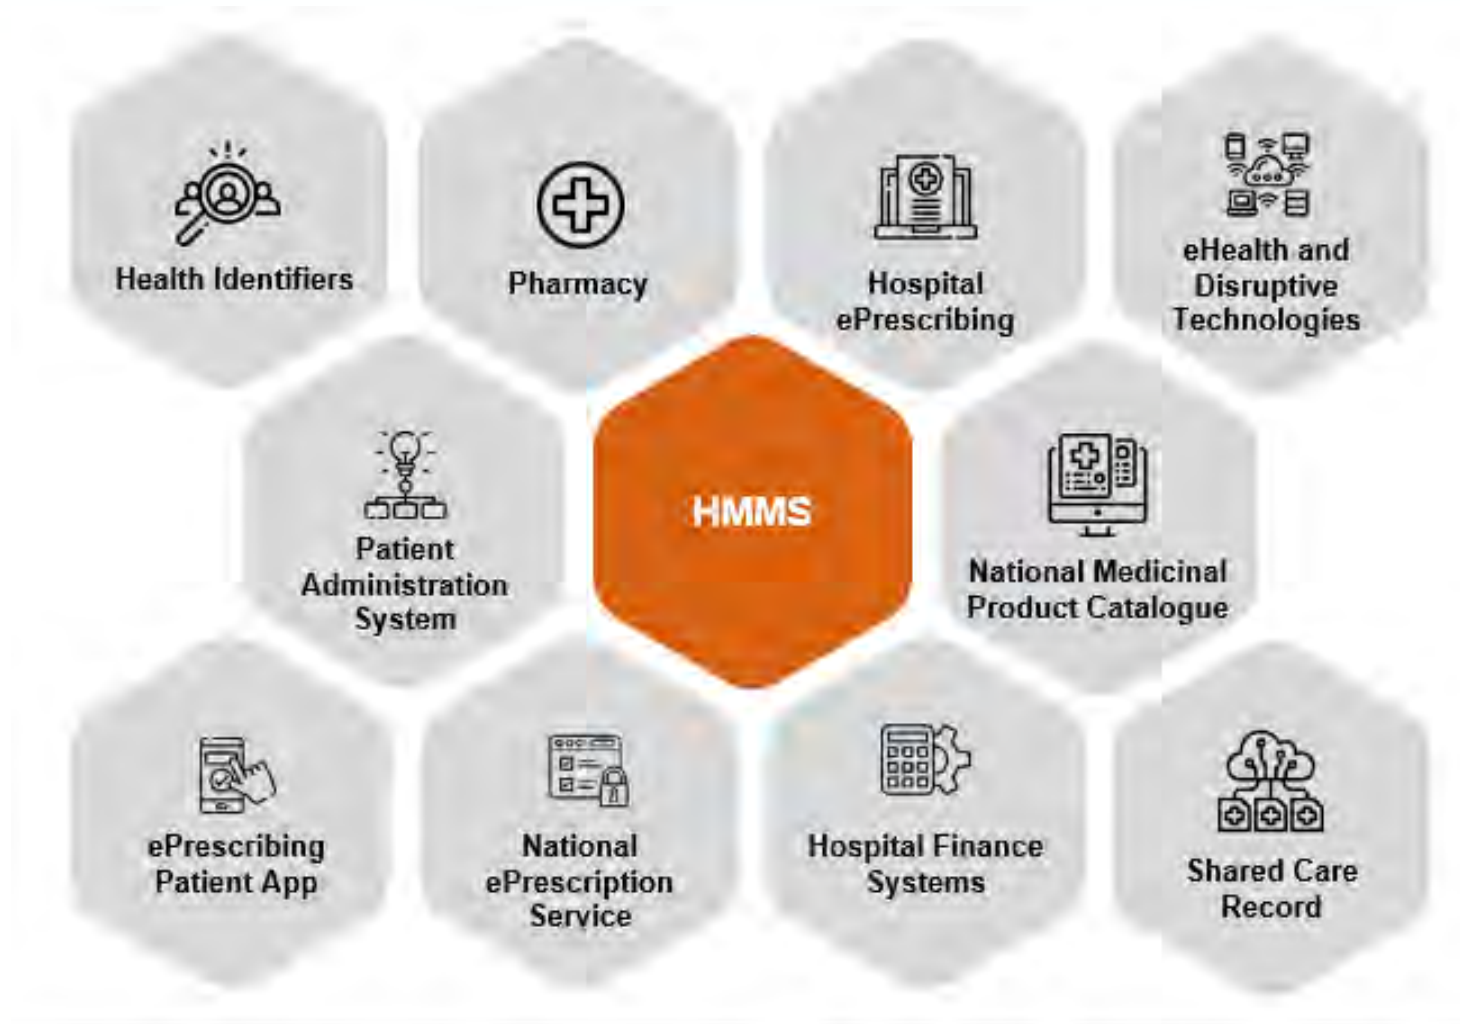 Health Identifiers
Pharmacy
Hospital
ePrescribing
eHealth and
Disruptive
Technologies
Patient
Administration
System
HMMS
National Medicinal
Product Catalogue
ePrescribing
Patient App
National
ePrescription
Service
Hospital Finance
Systems
Shared Care
Record